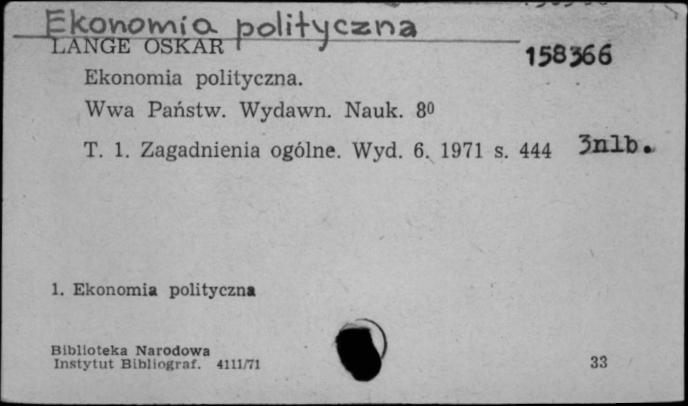 Ekonomia polityczna
LANGE OSKAR
158366
Ekonomia polityczna.
Wwa Państw. Wydawn. Nauk. 8⁰
T. 1. Zagadnienia ogólne. Wyd. 6. 1971 s. 444 3nlb.
1. Ekonomia polityczna
Biblioteka Narodowa
Instytut Bibliograf. 4111/71
33